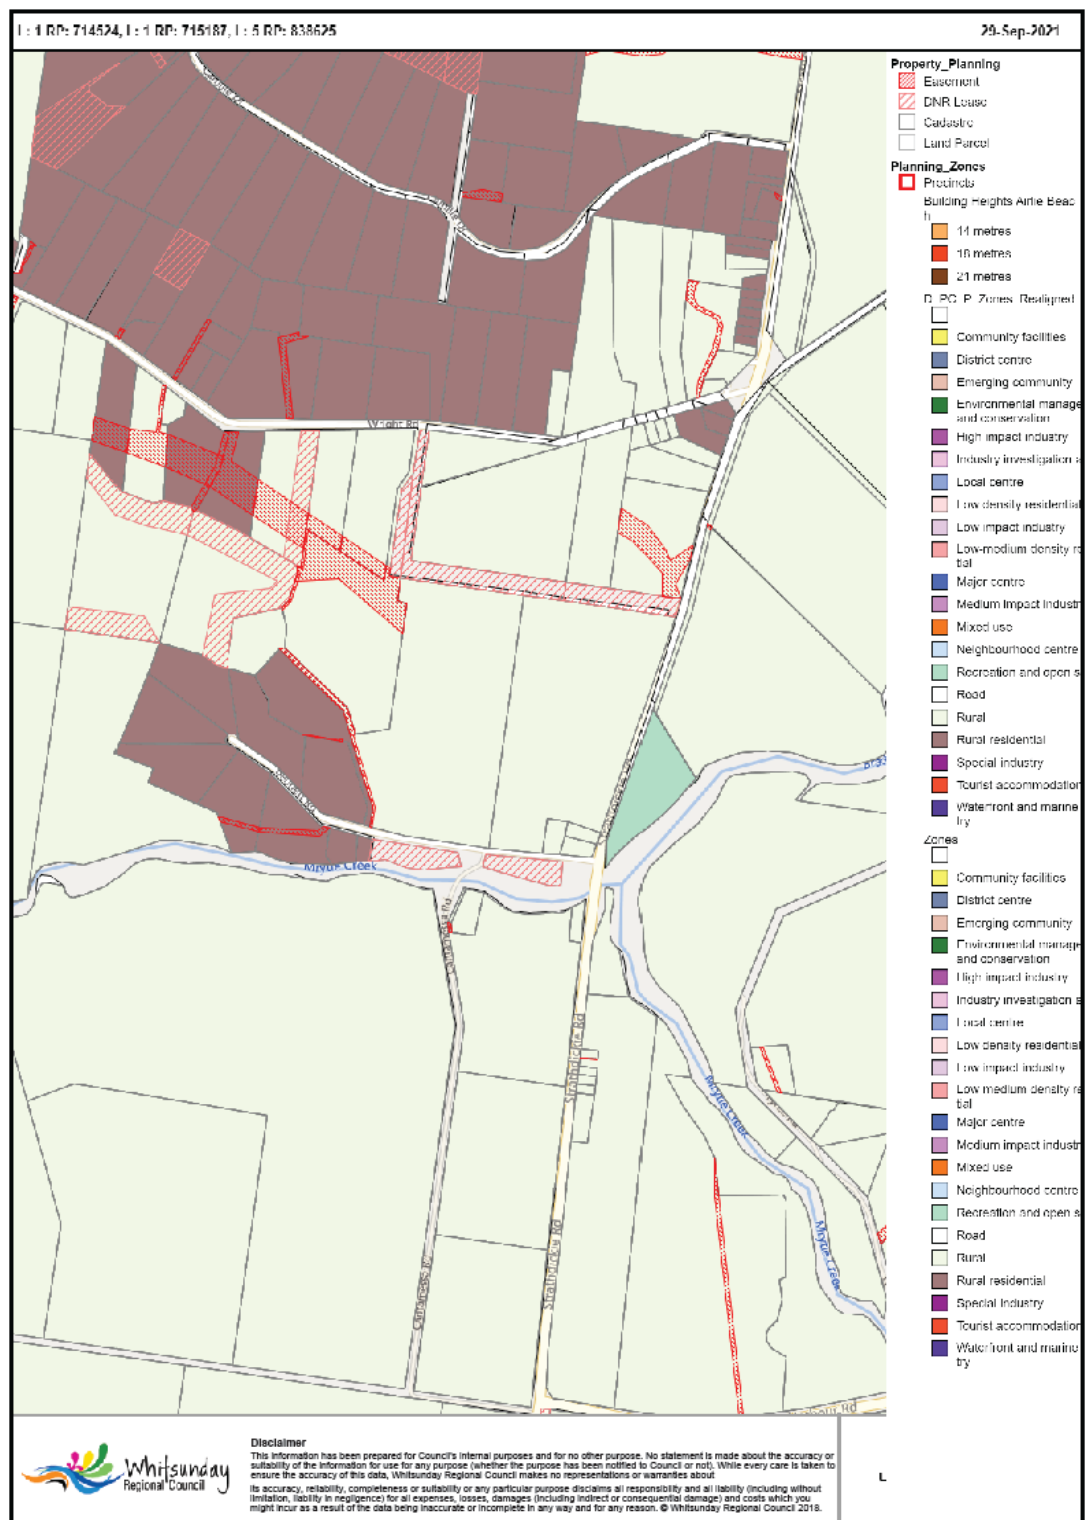 L: 1 RP: 714524, L: 1 RP: 715187, L: 5 RP: 838625
29-Sep-2021
Property_Planning
Easement
DNR Lease
Cadastre
Land Parcel
Planning_Zones
Precincts
Building Heights Airlie Beac
h
14 metres
18 metres
21 metres
D_PC_P_Zones_Realigned
Community facilities
District centre
Emerging community
Environmental manage
and conservation
High impact industry
Industry investigation a
Local centre
Low density residential
Low impact industry
Low-medium density re
tial
Major centre
Medium impact industr
Mixed use
Neighbourhood centre
Recreation and open s
Road
Rural
Rural residential
Special industry
Tourist accommodation
Waterfront and marine
try
Zones
Community facilities
District centre
Emerging community
Environmental manage
and conservation
High impact industry
Industry investigation a
Local centre
Low density residential
Low impact industry
Low medium density re
tial
Major centre
Medium impact industr
Mixed use
Neighbourhood centre
Recreation and open s
Road
Rural
Rural residential
Special industry
Tourist accommodation
Waterfront and marine
try
Wright Rd
Myrtle Creek
Strathdickie Rd
Myrtle Creek
Strathdickie Rd
Myrtle Creek
Whitsunday
Regional Council
Disclaimer
This information has been prepared for Council's internal purposes and for no other purpose. No statement is made about the accuracy or
suitability of the information for use for any purpose (whether the purpose has been notified to Council or not). While every care is taken to
ensure the accuracy of this data, Whitsunday Regional Council makes no representations or warranties about
its accuracy, reliability, completeness or suitability or any particular purpose disclaims all responsibility and all liability (including without
limitation, liability in negligence) for all expenses, losses, damages (including indirect or consequential damage) and costs which you
might incur as a result of the data being inaccurate or incomplete in any way and for any reason. © Whitsunday Regional Council 2018.
L